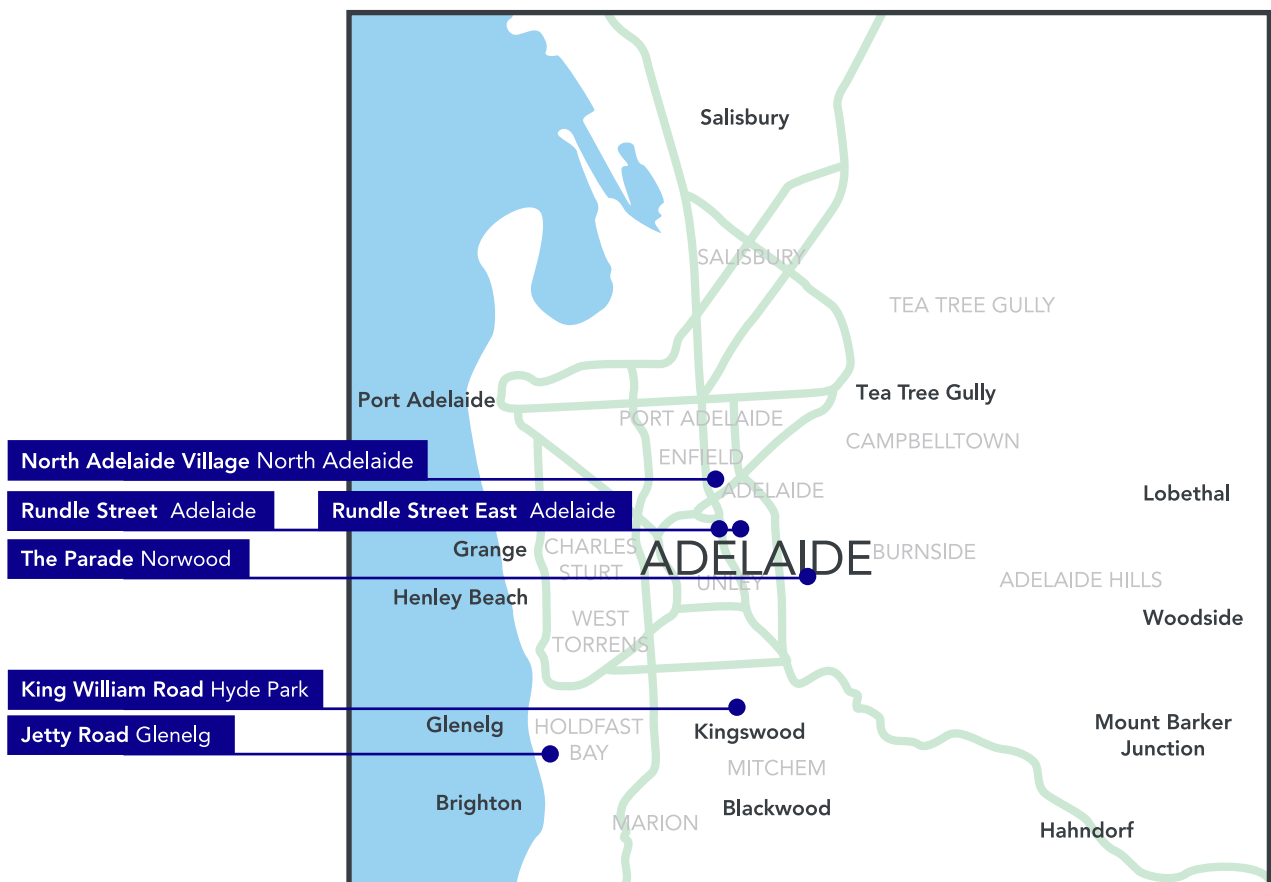 Salisbury
SALISBURY
TEA TREE GULLY
Port Adelaide
Tea Tree Gully
PORT ADELAIDE
ENFIELD
CAMPBELLTOWN
North Adelaide Village North Adelaide
ADELAIDE
Lobethal
Rundle Street Adelaide
Rundle Street East Adelaide
The Parade Norwood
Grange
CHARLES
STURT
ADELAIDE
BURNSIDE
UNLEY
ADELAIDE HILLS
Henley Beach
WEST
TORRENS
Woodside
King William Road Hyde Park
Jetty Road Glenelg
Glenelg
HOLDFAST
BAY
Kingswood
Mount Barker
Junction
MITCHEM
Brighton
Blackwood
MARION
Hahndorf